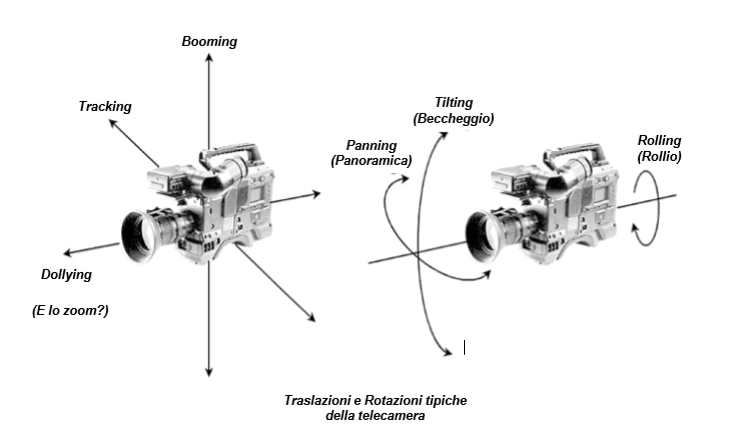 Booming
Tracking
Dollying
(E lo zoom?)
Tilting
(Beccheggio)
Panning
(Panoramica)
Rolling
(Rollio)
Traslazioni e Rotazioni tipiche
della telecamera